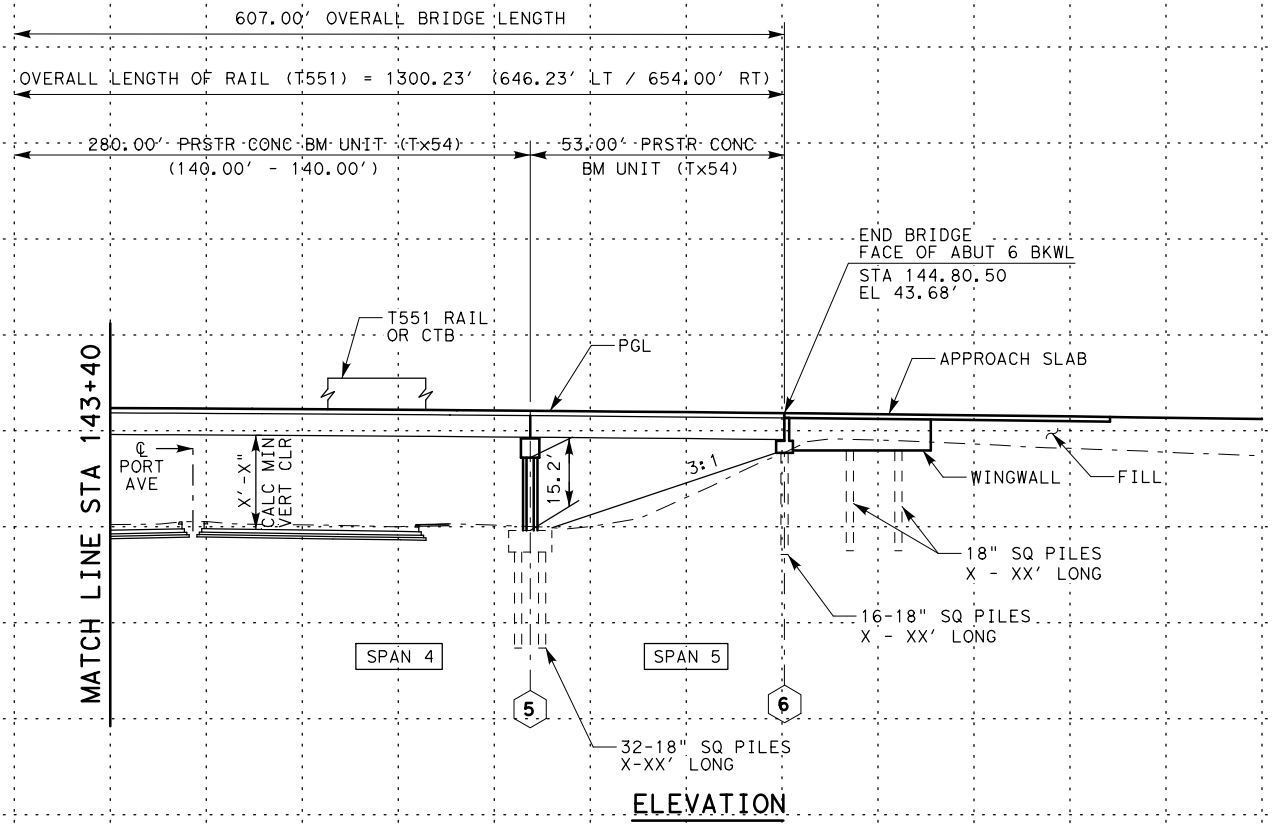 607.00' OVERALL BRIDGE LENGTH
OVERALL LENGTH OF RAIL (T551) = 1300.23' (646.23' LT / 654.00' RT)
280.00' PRSTR CONC BM UNIT (Tx54)
(140.00' - 140.00')
53.00' PRSTR CONC
BM UNIT (Tx54)
END BRIDGE
FACE OF ABUT 6 BKWL
STA 144.80.50
EL 43.68'
T551 RAIL
OR CTB
PGL
APPROACH SLAB
MATCH LINE STA 143+40
℄
PORT
AVE
X'-X"
CALC MIN
VERT CLR
15.2'
3:1
WINGWALL
FILL
18" SQ PILES
X - XX' LONG
16-18" SQ PILES
X - XX' LONG
SPAN 4
SPAN 5
5
6
32-18" SQ PILES
X-XX' LONG
ELEVATION